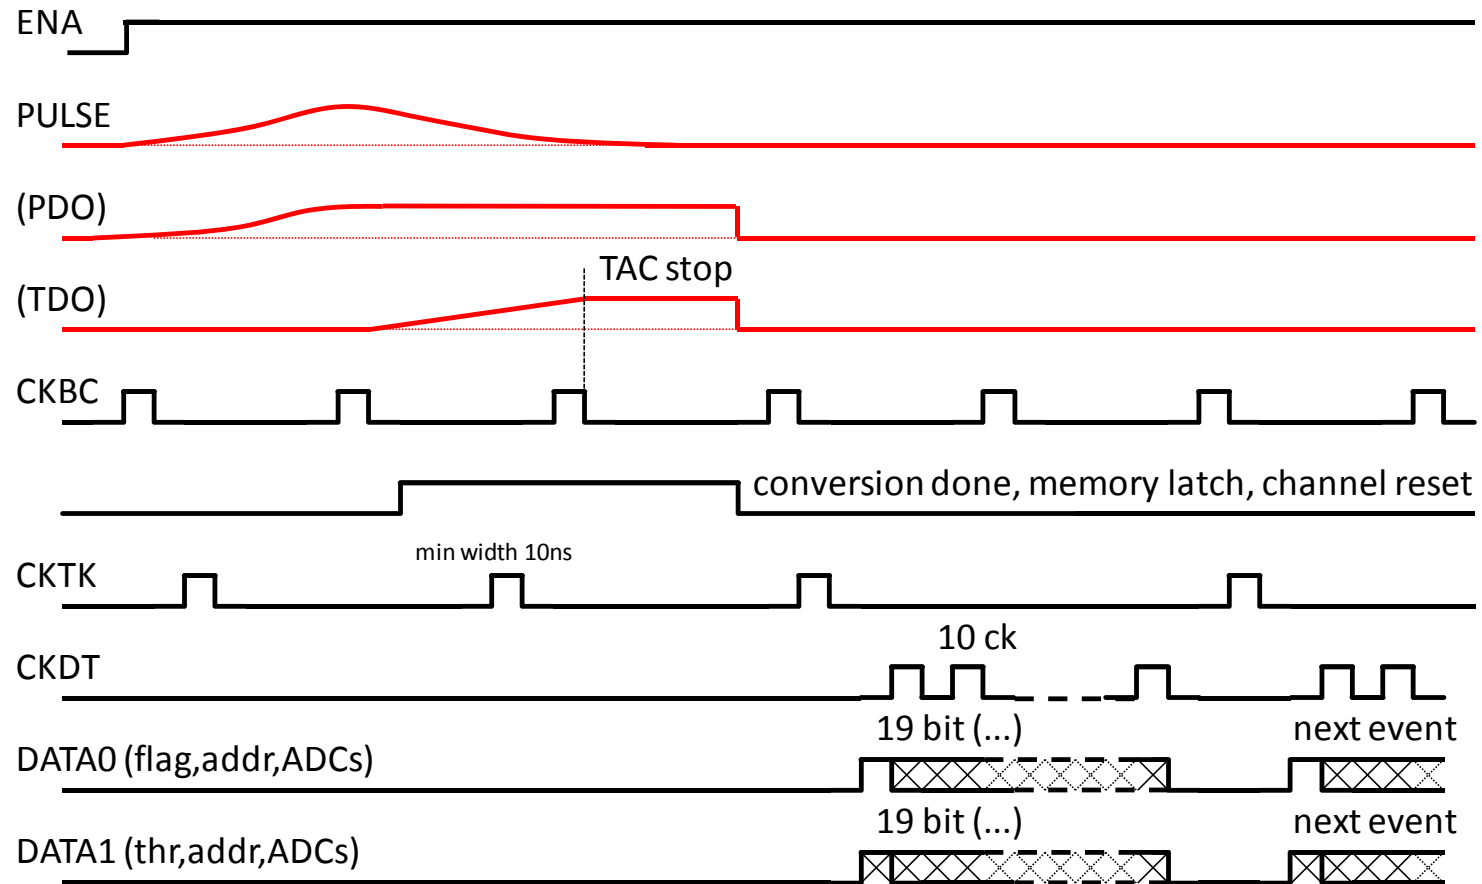 ENA
PULSE
(PDO)
TAC stop
(TDO)
CKBC
conversion done, memory latch, channel reset
min width 10ns
CKTK
10 ck
CKDT
19 bit (...) next event
DATA0 (flag,addr,ADCs)
19 bit (...) next event
DATA1 (thr,addr,ADCs)